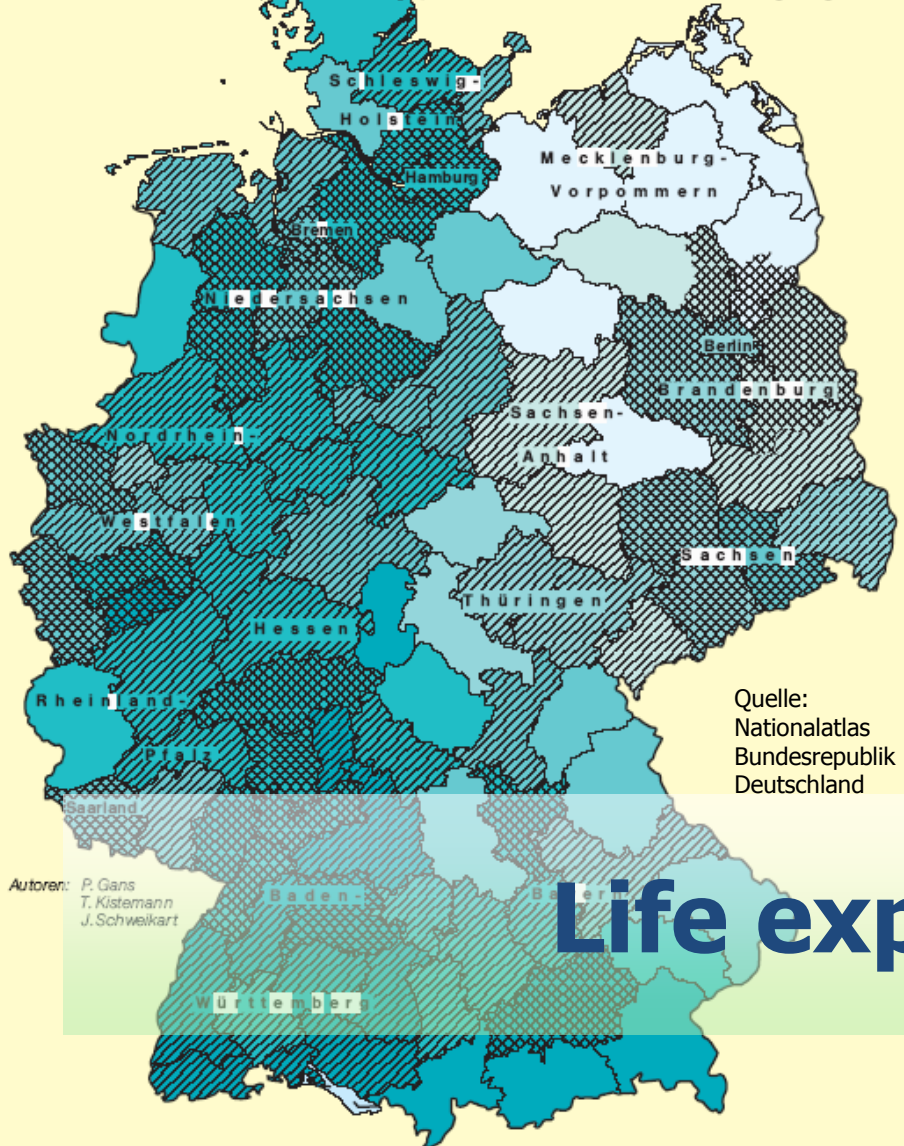 Schleswig-
Holstein
Hamburg
Mecklenburg-
Vorpommern
Bremen
Niedersachsen
Berlin
Brandenburg
Sachsen-
Anhalt
Nordrhein-
Westfalen
Sachsen
Thüringen
Hessen
Rheinland-
Pfalz
Quelle:
Nationalatlas
Bundesrepublik
Deutschland
Saarland
Autoren: P. Gans
T. Kistemann
J. Schweikart
Baden-
Württemberg
Bayern
Life exp